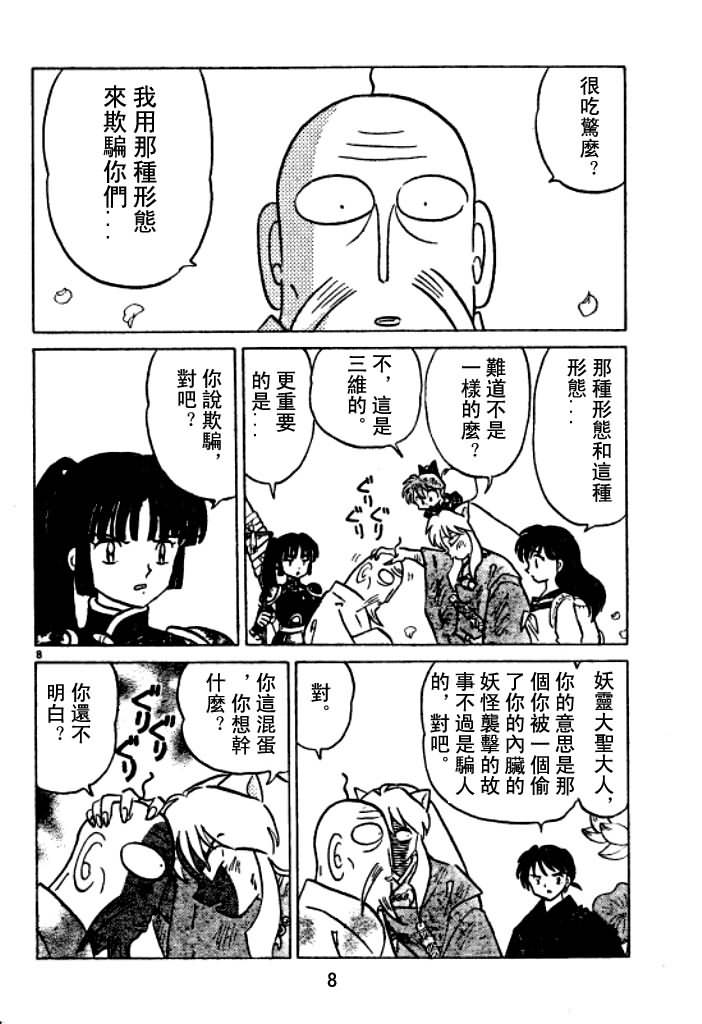 很吃驚麼？
我用那種形態
來欺騙你們...
那種形態和這種
形態...
難道不是
一樣的麼？
不，這是
三維的。
更重要
的是...
ぐりぐり
ぐりぐり
你說欺騙，
對吧？
8
妖靈大聖大人，
你的意思是那
個你被一個偷
了你的內臟的
妖怪襲擊的故
事不過是騙人
的，對吧。
對。
你這混蛋
，你想幹
什麼？
ぐりぐり
你還不
明白？
8